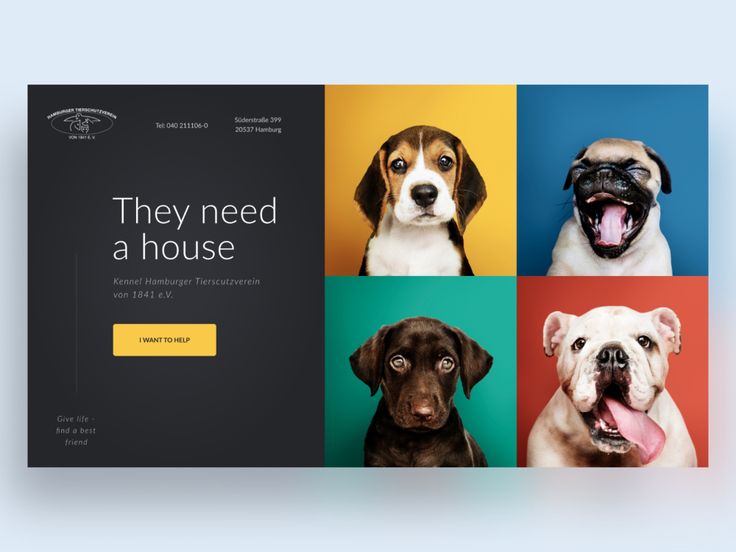 HAMBURGER TIERSCHUTZVEREIN
VON 1841 E. V.
Tel: 040 211106-0
Süderstraße 399
20537 Hamburg
They need
a house
Kennel Hamburger Tierscutzverein
von 1841 e.V.
I WANT TO HELP
Give life -
find a best
friend